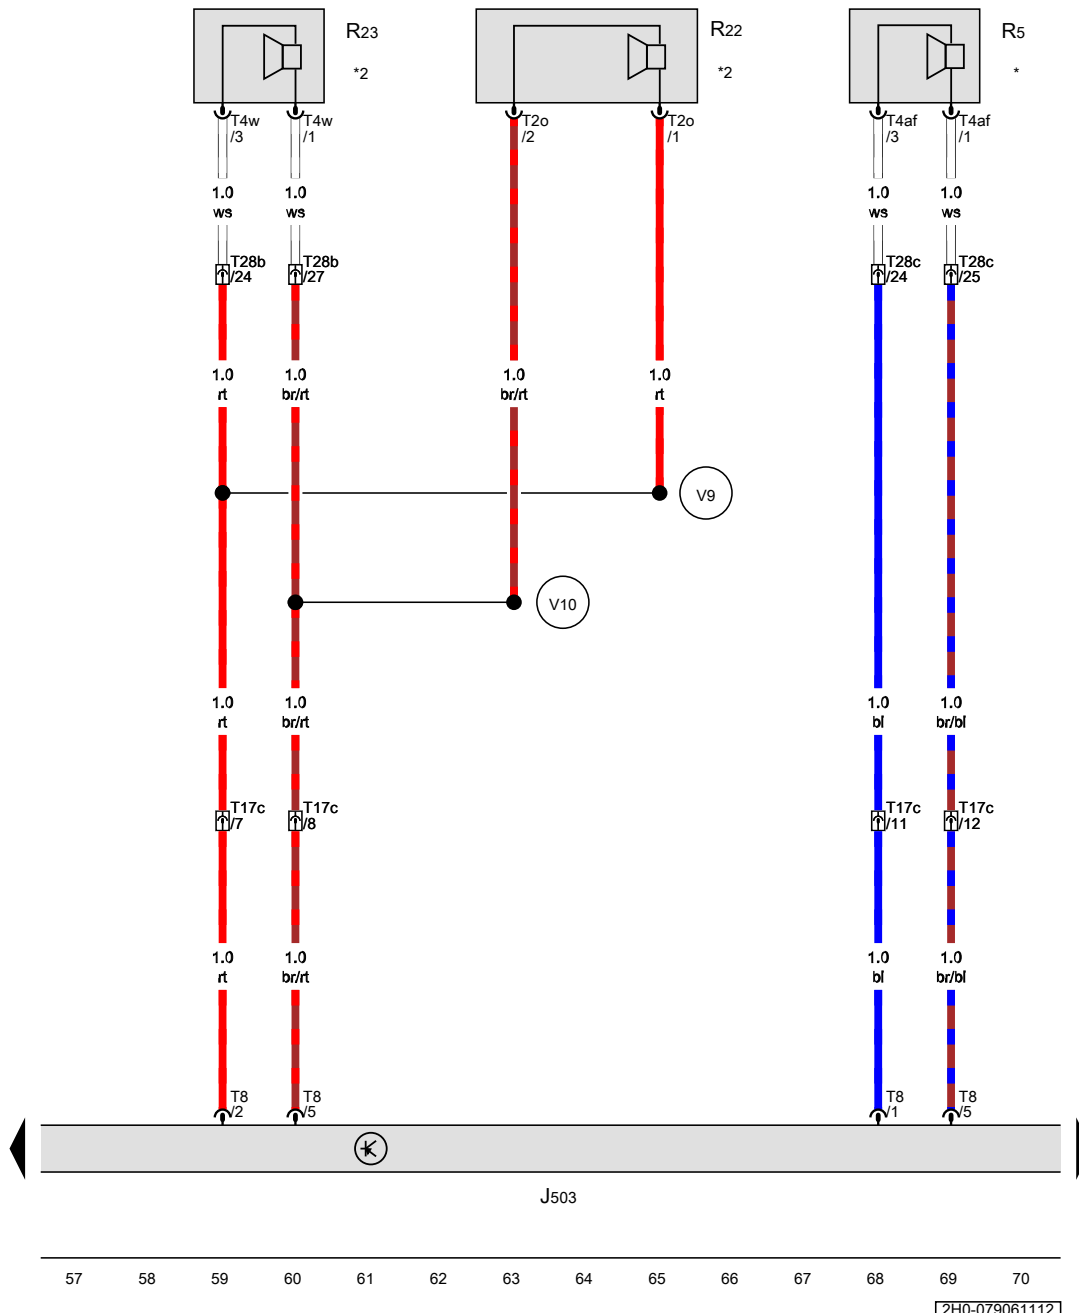 R23
*2
R22
*2
R5
*
T4w
/3
T4w
/1
T2o
/2
T2o
/1
T4af
/3
T4af
/1
1.0
ws
1.0
ws
1.0
ws
1.0
ws
T28b
/24
T28b
/27
T28c
/24
T28c
/25
1.0
rt
1.0
br/rt
1.0
br/rt
1.0
rt
V9
V10
1.0
rt
1.0
br/rt
1.0
bl
1.0
br/bl
T17c
/7
T17c
/8
T17c
/11
T17c
/12
1.0
rt
1.0
br/rt
1.0
bl
1.0
br/bl
T8
/2
T8
/5
T8
/1
T8
/5
J503
57 58 59 60 61 62 63 64 65 66 67 68 69 70
2H0-079061112